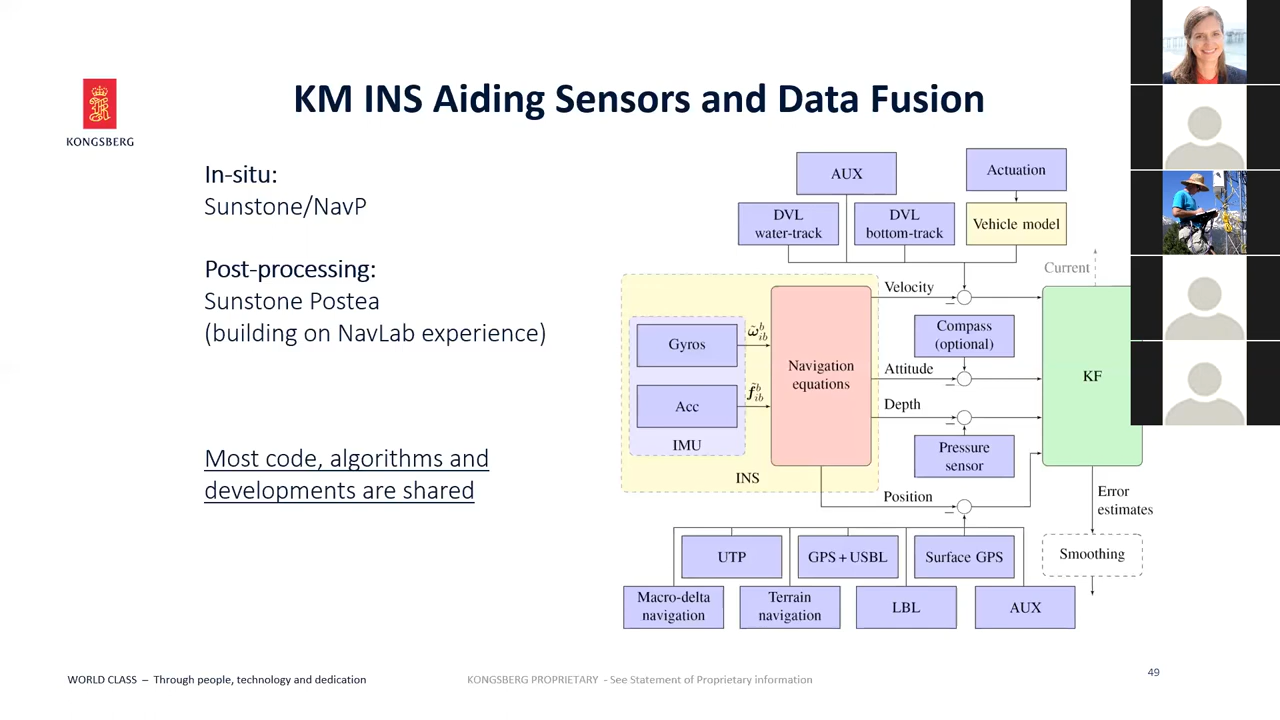 KM INS Aiding Sensors and Data Fusion
KONGSBERG
In-situ:
Sunstone/NavP
Post-processing:
Sunstone Postea
(building on NavLab experience)
Most code, algorithms and
developments are shared
AUX
Actuation
DVL
water-track
DVL
bottom-track
Vehicle model
Current
Velocity
Gyros
ω̃ᵇᵢᵦ
Navigation
equations
Compass
(optional)
Attitude
KF
Acc
f̃ᵇᵢᵦ
IMU
Depth
Pressure
sensor
INS
Position
Error
estimates
UTP
GPS + USBL
Surface GPS
Smoothing
Macro-delta
navigation
Terrain
navigation
LBL
AUX
WORLD CLASS – Through people, technology and dedication
KONGSBERG PROPRIETARY - See Statement of Proprietary information
49